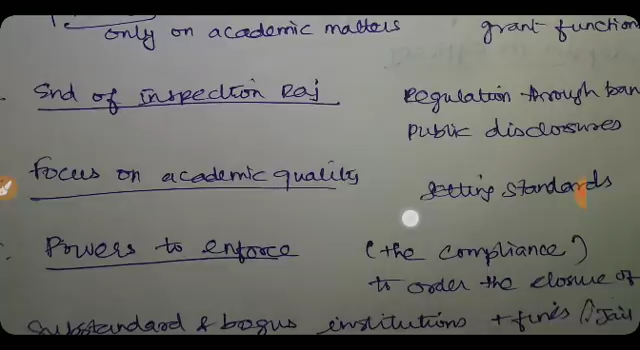 only on academic matters grant function
End of inspection Raj Regulation through ban
public disclosures
Focus on academic quality setting standards
Powers to enforce (the compliance)
to order the closure of
substandard & bogus institutions + fines Jail